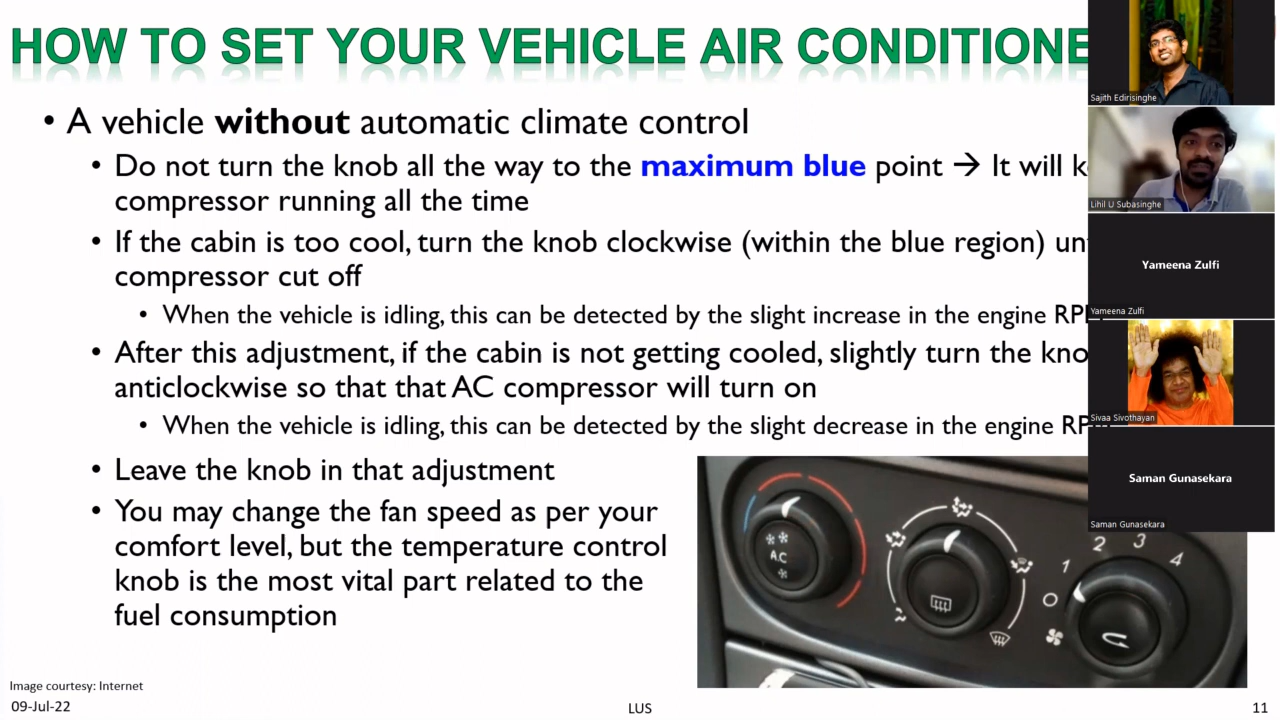 HOW TO SET YOUR VEHICLE AIR CONDITIONE
• A vehicle without automatic climate control
• Do not turn the knob all the way to the maximum blue point → It will k
compressor running all the time
• If the cabin is too cool, turn the knob clockwise (within the blue region) un
compressor cut off
• When the vehicle is idling, this can be detected by the slight increase in the engine RPM
• After this adjustment, if the cabin is not getting cooled, slightly turn the kno
anticlockwise so that that AC compressor will turn on
• When the vehicle is idling, this can be detected by the slight decrease in the engine RPM
• Leave the knob in that adjustment
• You may change the fan speed as per your
comfort level, but the temperature control
knob is the most vital part related to the
fuel consumption
A.C
1
2
3
4
O
Image courtesy: Internet
09-Jul-22
LUS
11
Sajith Edirisinghe
Lihil U Subasinghe
Yameena Zulfi
Yameena Zulfi
Sivaa Sivothayan
Saman Gunasekara
Saman Gunasekara